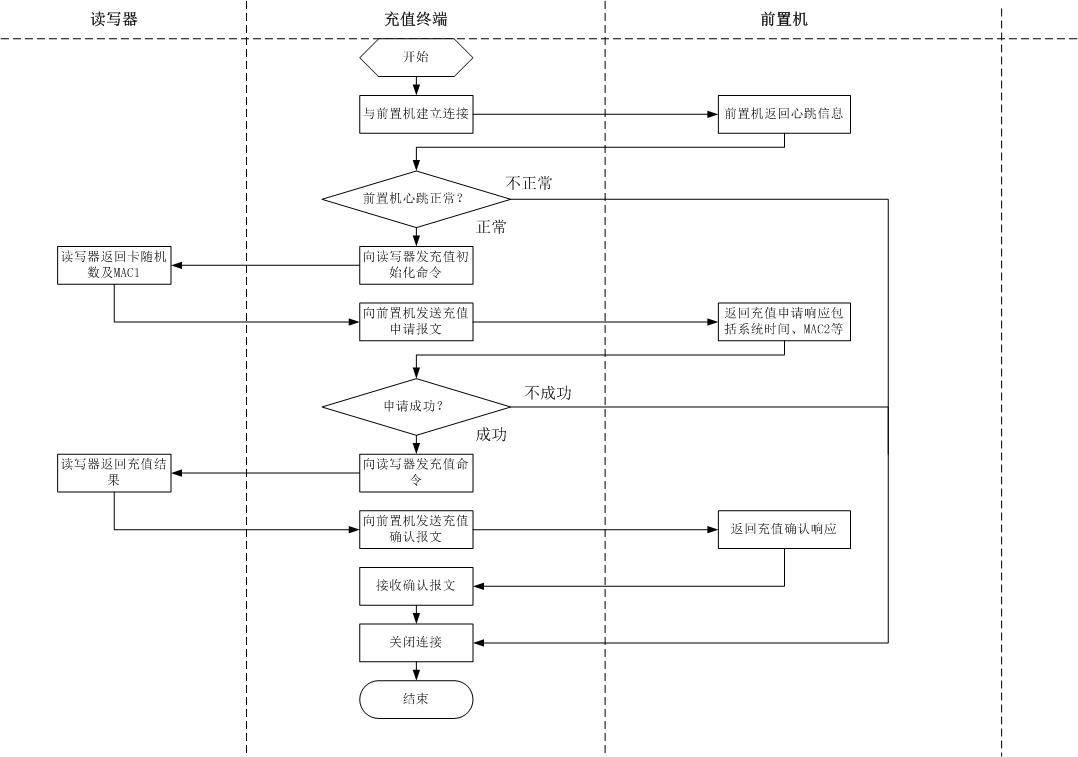 读写器
充值终端
前置机
开始
与前置机建立连接
前置机返回心跳信息
前置机心跳正常?
不正常
正常
读写器返回卡随机
数及MAC1
向读写器发充值初
始化命令
向前置机发送充值
申请报文
返回充值申请响应包
括系统时间、MAC2等
申请成功?
不成功
成功
读写器返回充值结
果
向读写器发充值命
令
向前置机发送充值
确认报文
返回充值确认响应
接收确认报文
关闭连接
结束